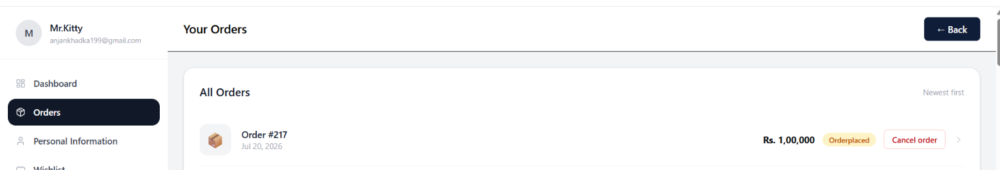 M
Mr.Kitty
anjankhadka199@gmail.com
Dashboard
Orders
Personal Information
Wishlist
Your Orders
← Back
All Orders
Newest first
Order #217
Jul 20, 2026
Rs. 1,00,000
Orderplaced
Cancel order